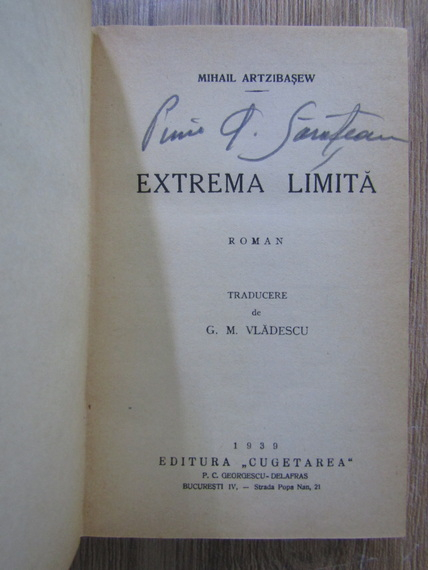 MIHAIL ARTZIBAȘEW
EXTREMA LIMITĂ
ROMAN
TRADUCERE
de
G. M. VLĂDESCU
1939
EDITURA „CUGETAREA"
P. C. GEORGESCU-DELAFRAS
BUCUREȘTI IV. — Strada Popa Nan, 21